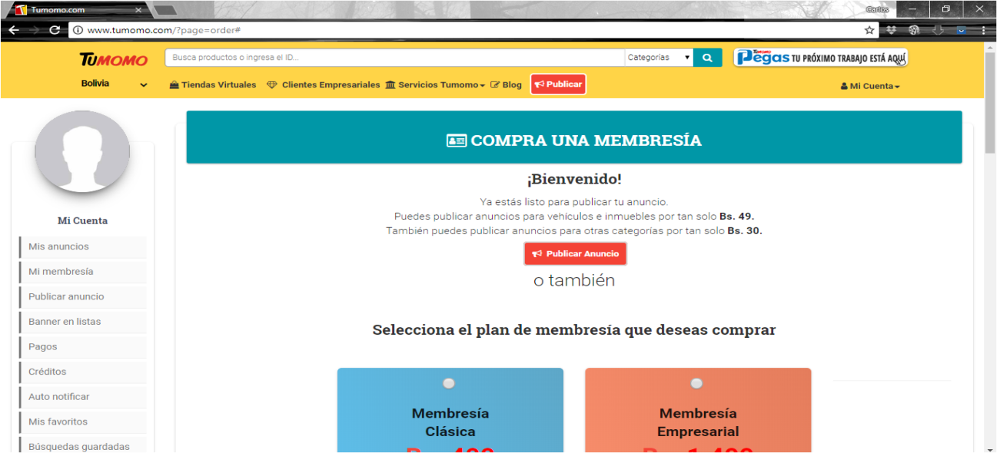 Tumomo.com
Carlos
www.tumomo.com/?page=order#
TUMOMO
Busca productos o ingresa el ID...
Categorías
TUMOMO
Pegas TU PRÓXIMO TRABAJO ESTÁ AQUÍ
Bolivia
Tiendas Virtuales
Clientes Empresariales
Servicios Tumomo
Blog
Publicar
Mi Cuenta
COMPRA UNA MEMBRESÍA
¡Bienvenido!
Ya estás listo para publicar tu anuncio.
Puedes publicar anuncios para vehículos e inmuebles por tan solo Bs. 49.
También puedes publicar anuncios para otras categorías por tan solo Bs. 30.
Publicar Anuncio
o también
Selecciona el plan de membresía que deseas comprar
Mi Cuenta
Mis anuncios
Mi membresía
Publicar anuncio
Banner en listas
Pagos
Créditos
Auto notificar
Mis favoritos
Búsquedas guardadas
Membresía
Clásica
Membresía
Empresarial